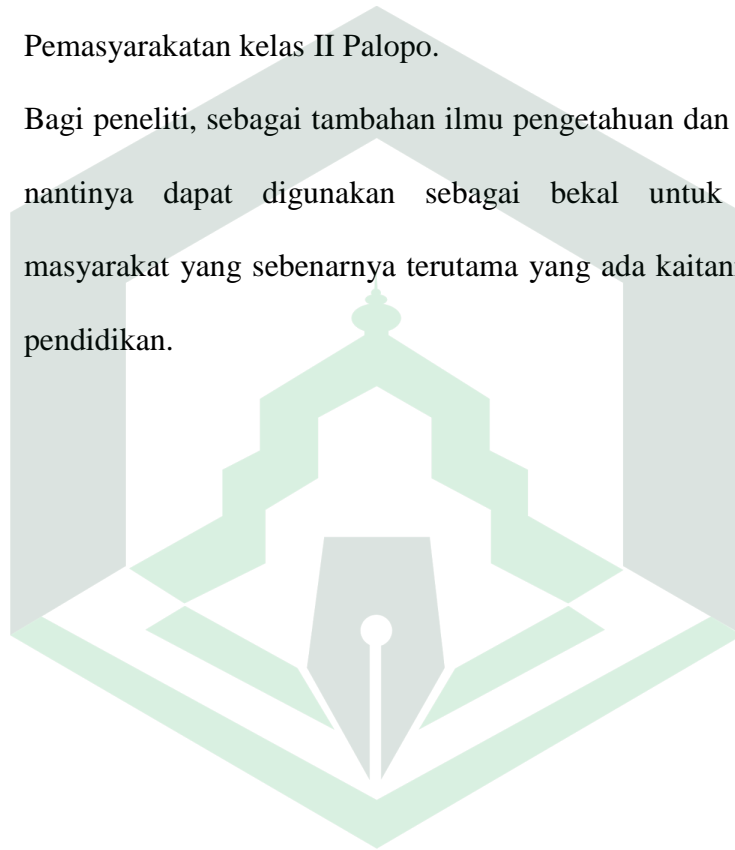 Pemasyarakatan kelas II Palopo.
Bagi peneliti, sebagai tambahan ilmu pengetahuan dan
nantinya dapat digunakan sebagai bekal untuk
masyarakat yang sebenarnya terutama yang ada
pendidikan.